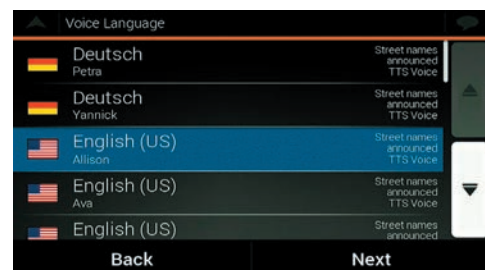 Voice Language
Deutsch
Petra
Street names
announced
TTS Voice
Deutsch
Yannick
Street names
announced
TTS Voice
English (US)
Allison
Street names
announced
TTS Voice
English (US)
Ava
Street names
announced
TTS Voice
English (US)
Street names
announced
Back
Next